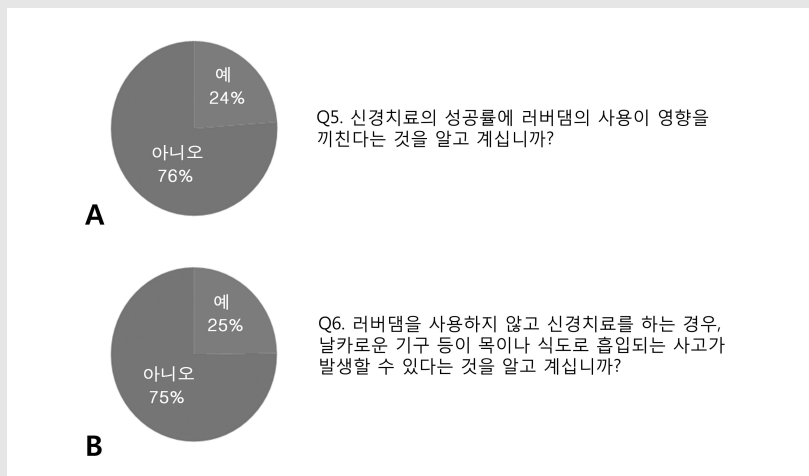 예
24%
아니오
76%
A
Q5. 신경치료의 성공률에 러버댐의 사용이 영향을
끼친다는 것을 알고 계십니까?
예
25%
아니오
75%
B
Q6. 러버댐을 사용하지 않고 신경치료를 하는 경우,
날카로운 기구 등이 목이나 식도로 흡입되는 사고가
발생할 수 있다는 것을 알고 계십니까?